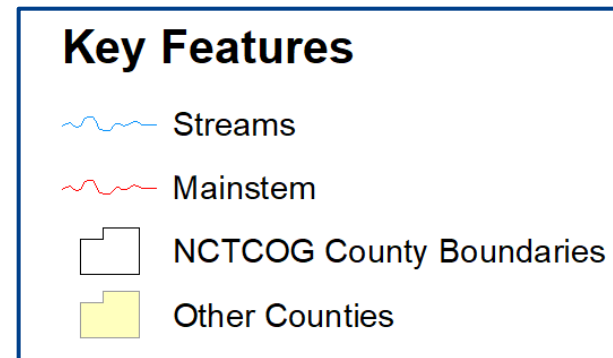 Key Features
Streams
Mainstem
NCTCOG County Boundaries
Other Counties